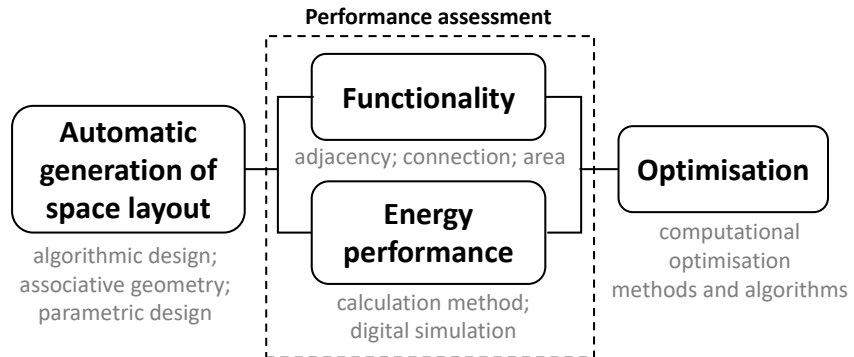 Performance assessment
Automatic
generation of
space layout
algorithmic design;
associative geometry;
parametric design
Functionality
adjacency; connection; area
Energy
performance
calculation method;
digital simulation
Optimisation
computational
optimisation
methods and algorithms